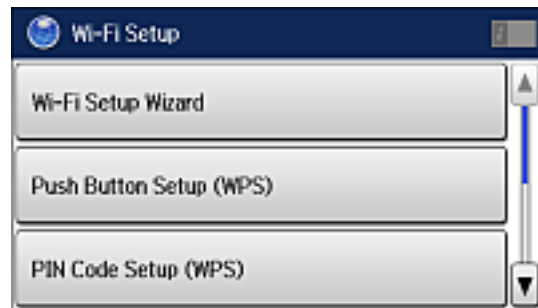 Wi-Fi Setup
Wi-Fi Setup Wizard
Push Button Setup (WPS)
PIN Code Setup (WPS)